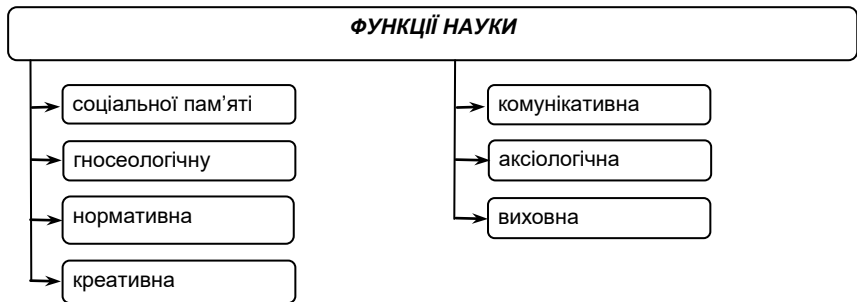 ФУНКЦІЇ НАУКИ
соціальної пам’яті
гносеологічну
нормативна
креативна
комунікативна
аксіологічна
виховна